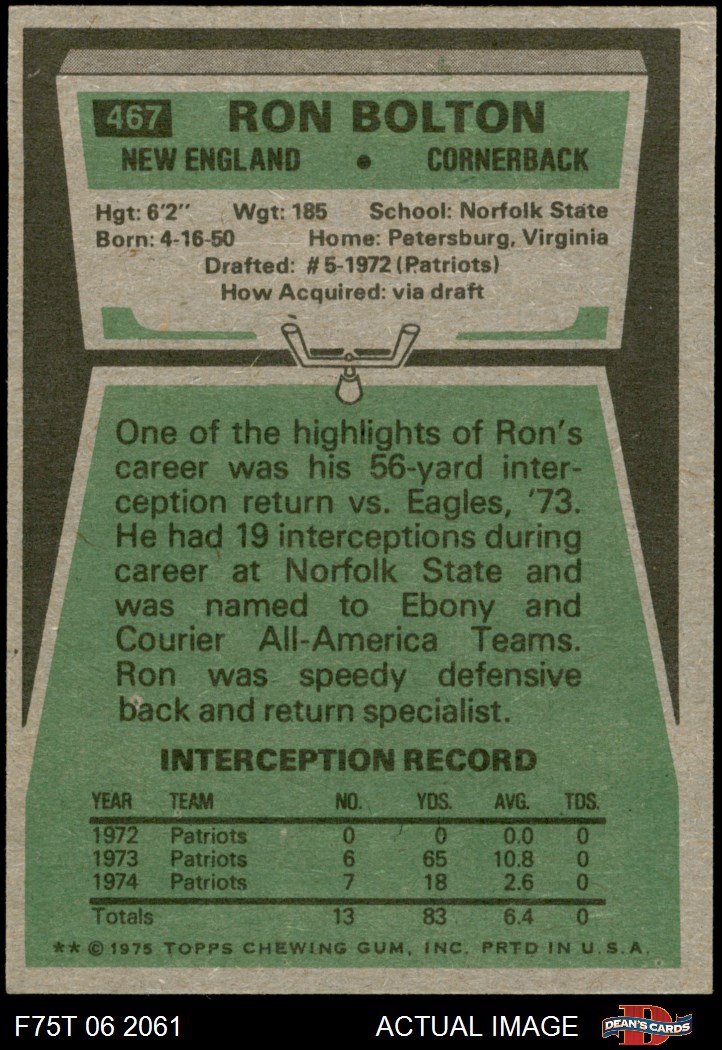 467 RON BOLTON
NEW ENGLAND • CORNERBACK
Hgt: 6'2" Wgt: 185 School: Norfolk State
Born: 4-16-50 Home: Petersburg, Virginia
Drafted: #5-1972 (Patriots)
How Acquired: via draft
One of the highlights of Ron's
career was his 56-yard inter-
ception return vs. Eagles, '73.
He had 19 interceptions during
career at Norfolk State and
was named to Ebony and
Courier All-America Teams.
Ron was speedy defensive
back and return specialist.
INTERCEPTION RECORD
YEAR TEAM NO. YDS. AVG. TDS.
1972 Patriots 0 0 0.0 0
1973 Patriots 6 65 10.8 0
1974 Patriots 7 18 2.6 0
Totals 13 83 6.4 0
** © 1975 TOPPS CHEWING GUM, INC. PRTD IN U.S.A.
F75T 06 2061 ACTUAL IMAGE D DEAN'S CARDS